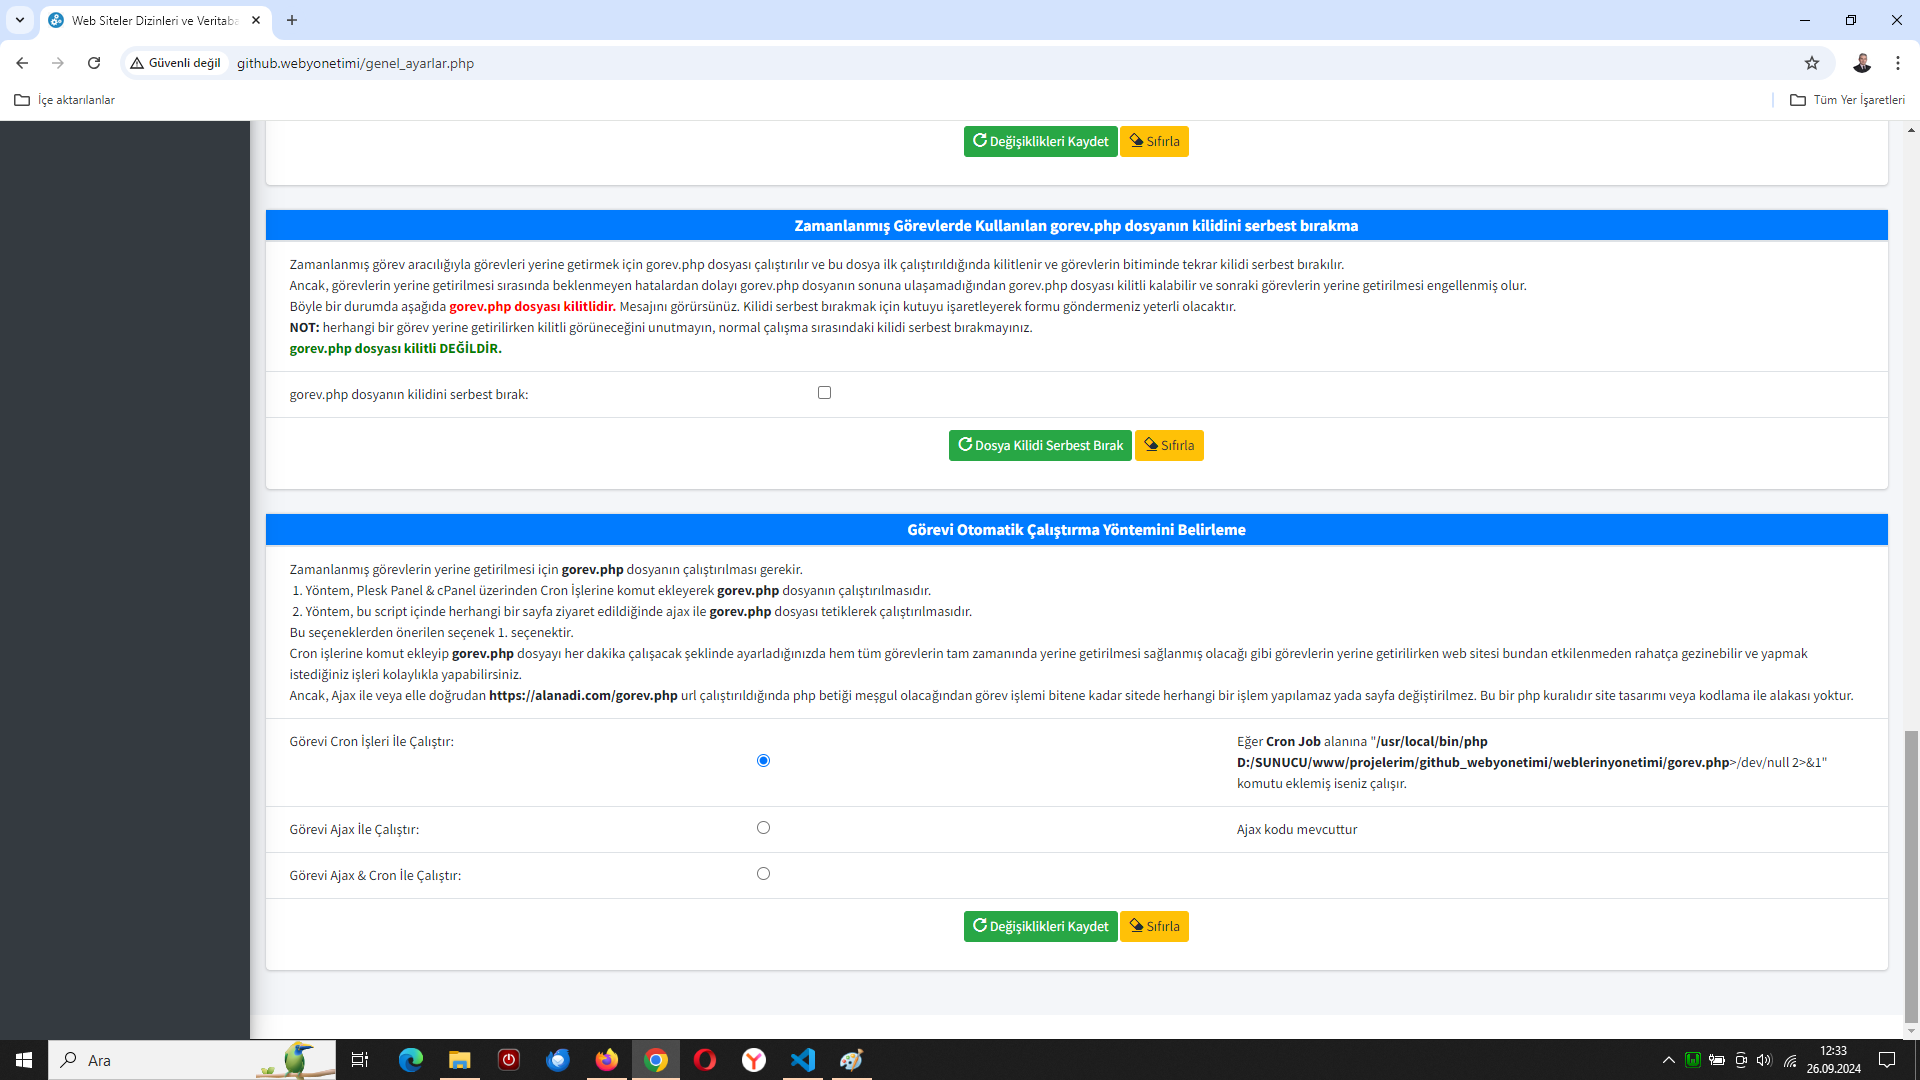 Web Siteler Dizinleri ve Veritaba
Güvenli değil
github.webyonetimi/genel_ayarlar.php
İçe aktarılanlar
Tüm Yer İşaretleri
Değişiklikleri Kaydet
Sıfırla
Zamanlanmış Görevlerde Kullanılan gorev.php dosyanın kilidini serbest bırakma
Zamanlanmış görev aracılığıyla görevleri yerine getirmek için gorev.php dosyası çalıştırılır ve bu dosya ilk çalıştırıldığında kilitlenir ve görevlerin bitiminde tekrar kilidi serbest bırakılır.
Ancak, görevlerin yerine getirilmesi sırasında beklenmeyen hatalardan dolayı gorev.php dosyanın sonuna ulaşamadığından gorev.php dosyası kilitli kalabilir ve sonraki görevlerin yerine getirilmesi engellenmiş olur.
Böyle bir durumda aşağıda gorev.php dosyası kilitlidir. Mesajını görürsünüz. Kilidi serbest bırakmak için kutuyu işaretleyerek formu göndermeniz yeterli olacaktır.
NOT: herhangi bir görev yerine getirilirken kilitli görüneceğini unutmayın, normal çalışma sırasındaki kilidi serbest bırakmayınız.
gorev.php dosyası kilitli DEĞİLDİR.
gorev.php dosyanın kilidini serbest bırak:
Dosya Kilidi Serbest Bırak
Sıfırla
Görevi Otomatik Çalıştırma Yöntemini Belirleme
Zamanlanmış görevlerin yerine getirilmesi için gorev.php dosyanın çalıştırılması gerekir.
1. Yöntem, Plesk Panel & cPanel üzerinden Cron İşlerine komut ekleyerek gorev.php dosyanın çalıştırılmasıdır.
2. Yöntem, bu script içinde herhangi bir sayfa ziyaret edildiğinde ajax ile gorev.php dosyası tetiklerek çalıştırılmasıdır.
Bu seçeneklerden önerilen seçenek 1. seçenektir.
Cron işlerine komut ekleyip gorev.php dosyayı her dakika çalışacak şeklinde ayarladığınızda hem tüm görevlerin tam zamanında yerine getirilmesi sağlanmış olacağı gibi görevlerin yerine getirilirken web sitesi bundan etkilenmeden rahatça gezinebilir ve yapmak
istediğiniz işleri kolaylıkla yapabilirsiniz.
Ancak, Ajax ile veya elle doğrudan https://alanadi.com/gorev.php url çalıştırıldığında php betiği meşgul olacağından görev işlemi bitene kadar sitede herhangi bir işlem yapılamaz yada sayfa değiştirilmez. Bu bir php kuralıdır site tasarımı veya kodlama ile alakası yoktur.
Görevi Cron İşleri İle Çalıştır:
Eğer Cron Job alanına "/usr/local/bin/php
D:/SUNUCU/www/projelerim/github_webyonetimi/weblerinyonetimi/gorev.php>/dev/null 2>&1"
komutu eklemiş iseniz çalışır.
Görevi Ajax İle Çalıştır:
Ajax kodu mevcuttur
Görevi Ajax & Cron İle Çalıştır:
Değişiklikleri Kaydet
Sıfırla
Ara
12:33
26.09.2024